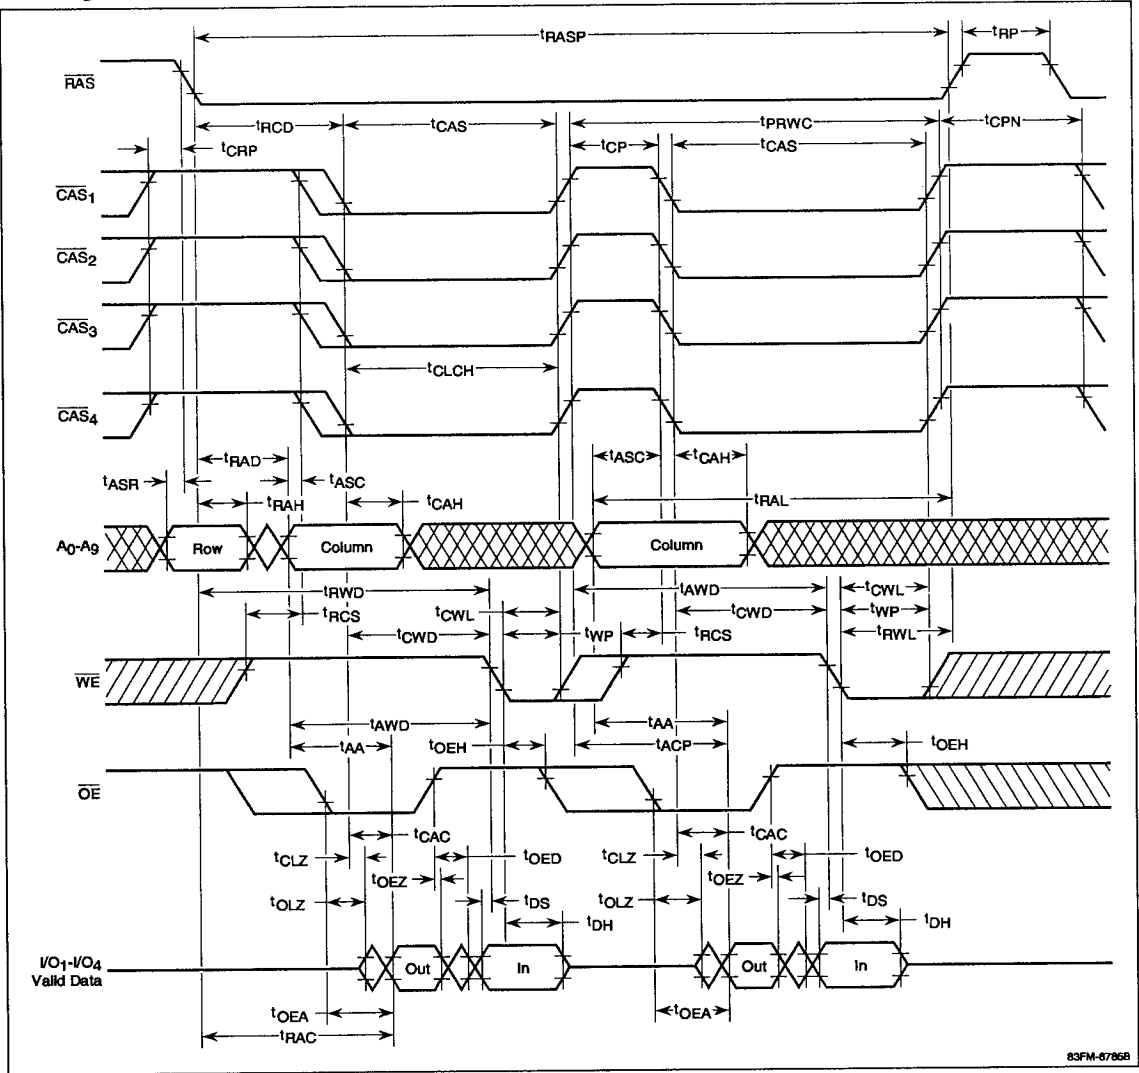 tRASP tRP
RAS
tRCD tCAS tPRWC tCPN
tCRP tCP tCAS
CAS1
CAS2
CAS3
tCLCH
CAS4
tRAD tASC tCAH
tASR tASC
tRAH tCAH tRAL
A0-A9 Row Column Column
tRWD tAWD tCWL
tRCS tCWL tCWD tWP
tCWD tWP tRCS tRWL
WE
tAWD tAA
tAA tOEH tACP tOEH
OE
tCAC tCAC
tCLZ tOED tCLZ tOED
tOEZ tOEZ
tOLZ tDS tOLZ tDS
tDH tDH
I/O1-I/O4
Valid Data Out In Out In
tOEA tOEA
tRAC
83FM-6786B